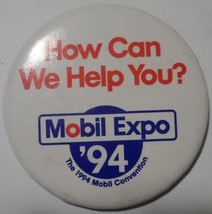 How Can
We Help You?
Mobil Expo
'94
The 1994 Mobil Convention